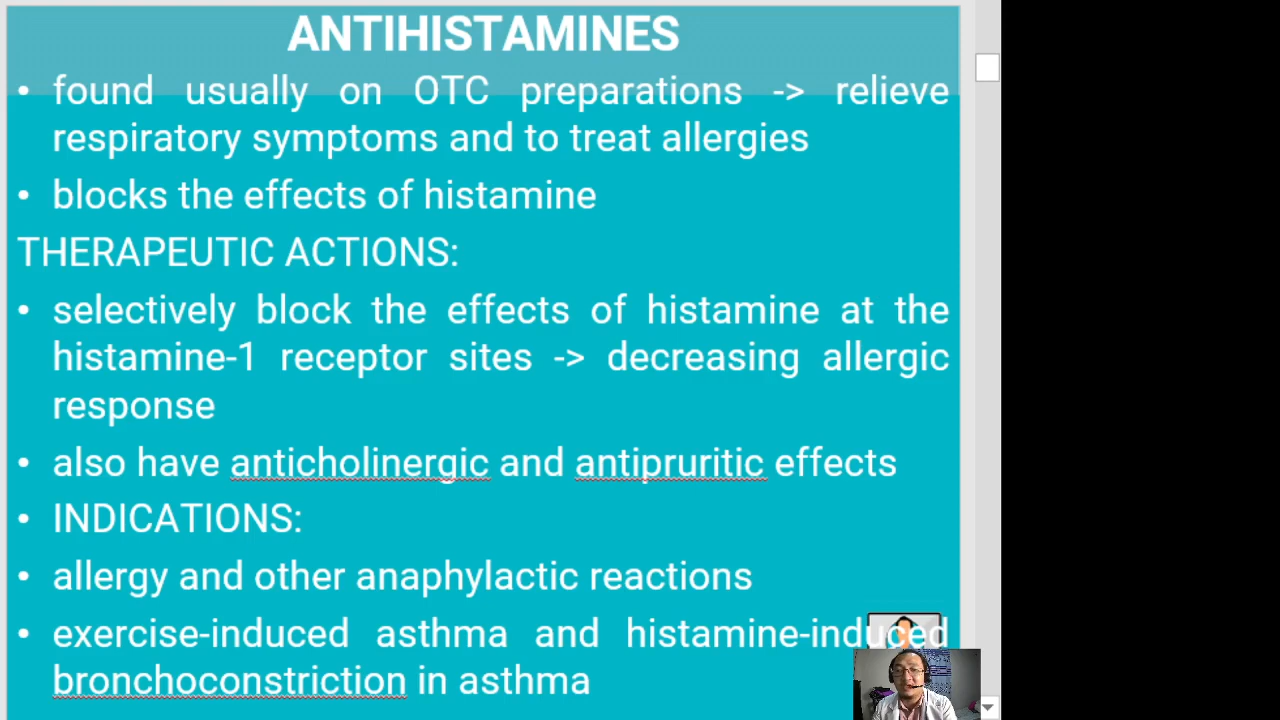 ANTIHISTAMINES
• found usually on OTC preparations -> relieve
respiratory symptoms and to treat allergies
• blocks the effects of histamine
THERAPEUTIC ACTIONS:
• selectively block the effects of histamine at the
histamine-1 receptor sites -> decreasing allergic
response
• also have anticholinergic and antipruritic effects
• INDICATIONS:
• allergy and other anaphylactic reactions
• exercise-induced asthma and histamine-induced
bronchoconstriction in asthma